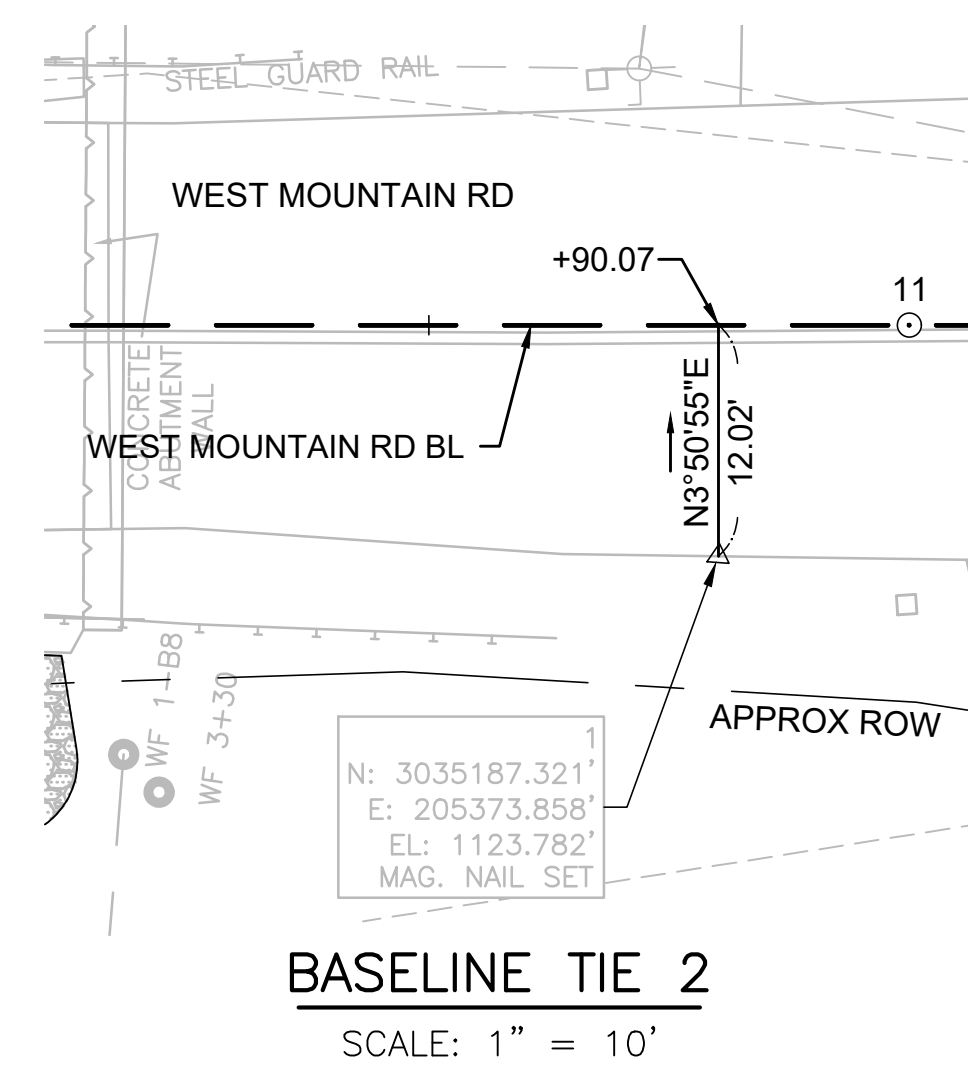 STEEL GUARD RAIL
WEST MOUNTAIN RD
+90.07
11
CONCRETE
ABUTMENT
WALL
WEST MOUNTAIN RD BL
N3°50'55"E
12.02'
WF 1-B8
WF 3+30
APPROX ROW
1
N: 3035187.321'
E: 205373.858'
EL: 1123.782'
MAG. NAIL SET
BASELINE TIE 2
SCALE: 1" = 10'